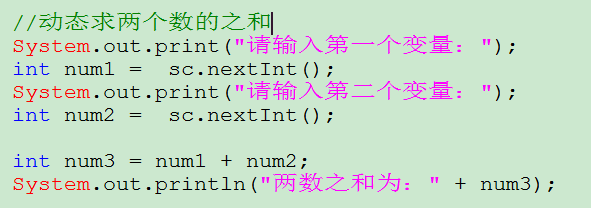 //动态求两个数的之和
System.out.print("请输入第一个变量：");
int num1 =  sc.nextInt();
System.out.print("请输入第二个变量：");
int num2 =  sc.nextInt();
int num3 = num1 + num2;
System.out.println("两数之和为：" + num3);